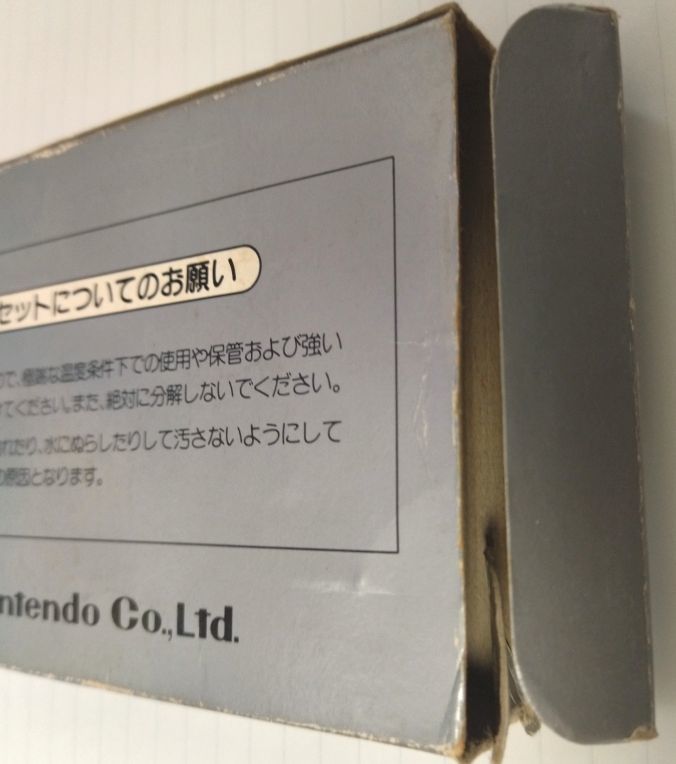 セットについてのお願い
で、極端な温度条件下での使用や保管および強い
てください。また、絶対に分解しないでください。
れたり、水にぬらしたりして汚さないようにして
の原因となります。
ntendo Co.,Ltd.